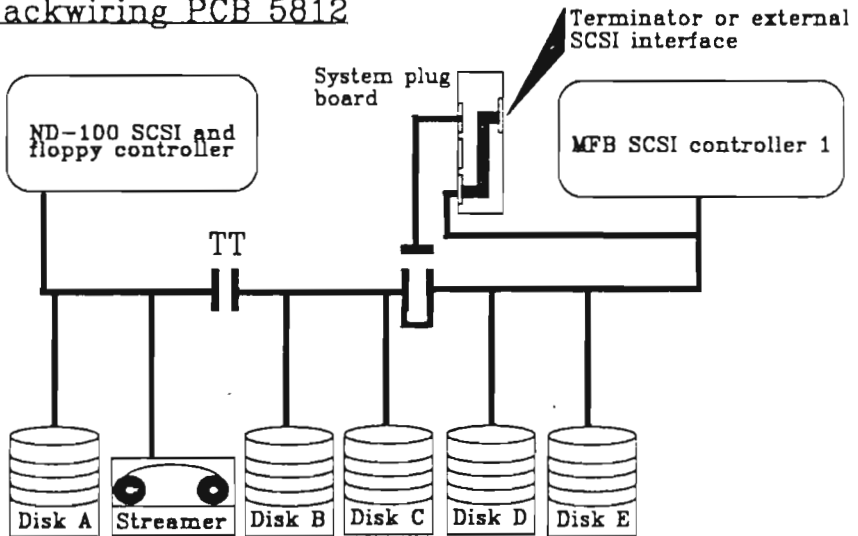 ackwiring PCB 5812
Terminator or external
SCSI interface
System plug
board
ND-100 SCSI and
floppy controller
MFB SCSI controller 1
TT
Disk A
Streamer
Disk B
Disk C
Disk D
Disk E